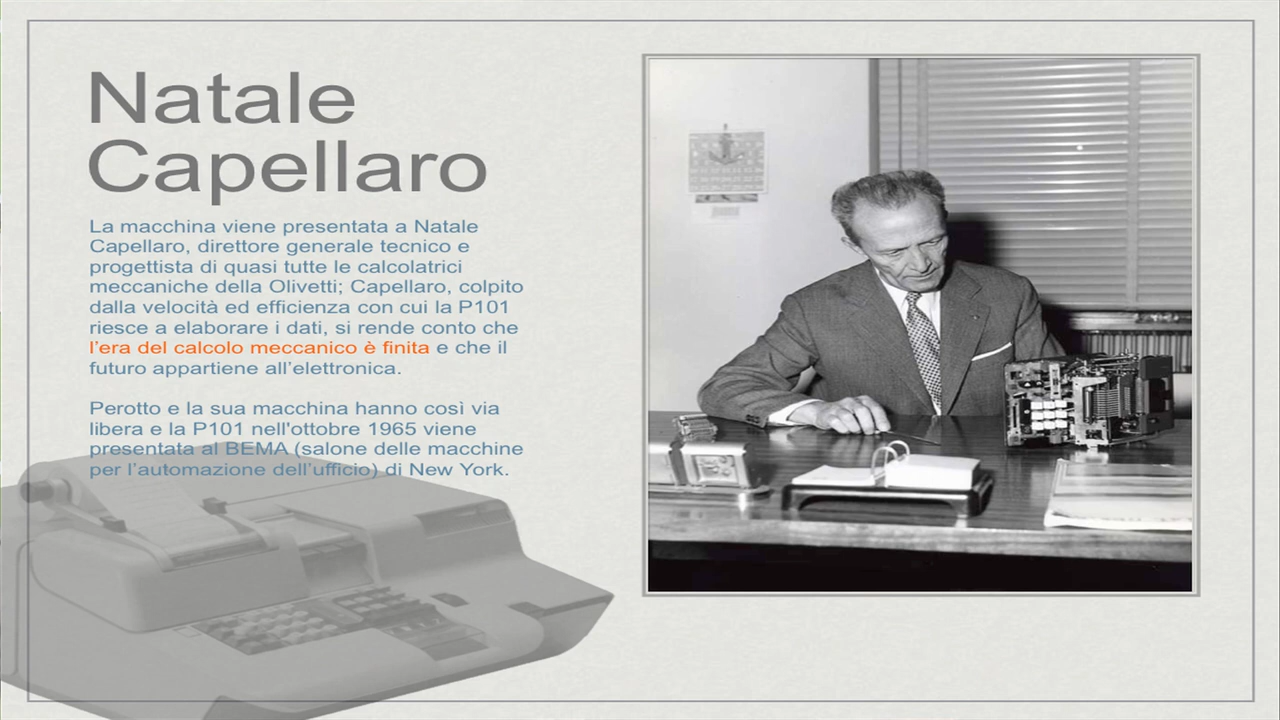 Natale
Capellaro
La macchina viene presentata a Natale
Capellaro, direttore generale tecnico e
progettista di quasi tutte le calcolatrici
meccaniche della Olivetti; Capellaro, colpito
dalla velocità ed efficienza con cui la P101
riesce a elaborare i dati, si rende conto che
l’era del calcolo meccanico è finita e che il
futuro appartiene all’elettronica.
Perotto e la sua macchina hanno così via
libera e la P101 nell'ottobre 1965 viene
presentata al BEMA (salone delle macchine
per l’automazione dell’ufficio) di New York.